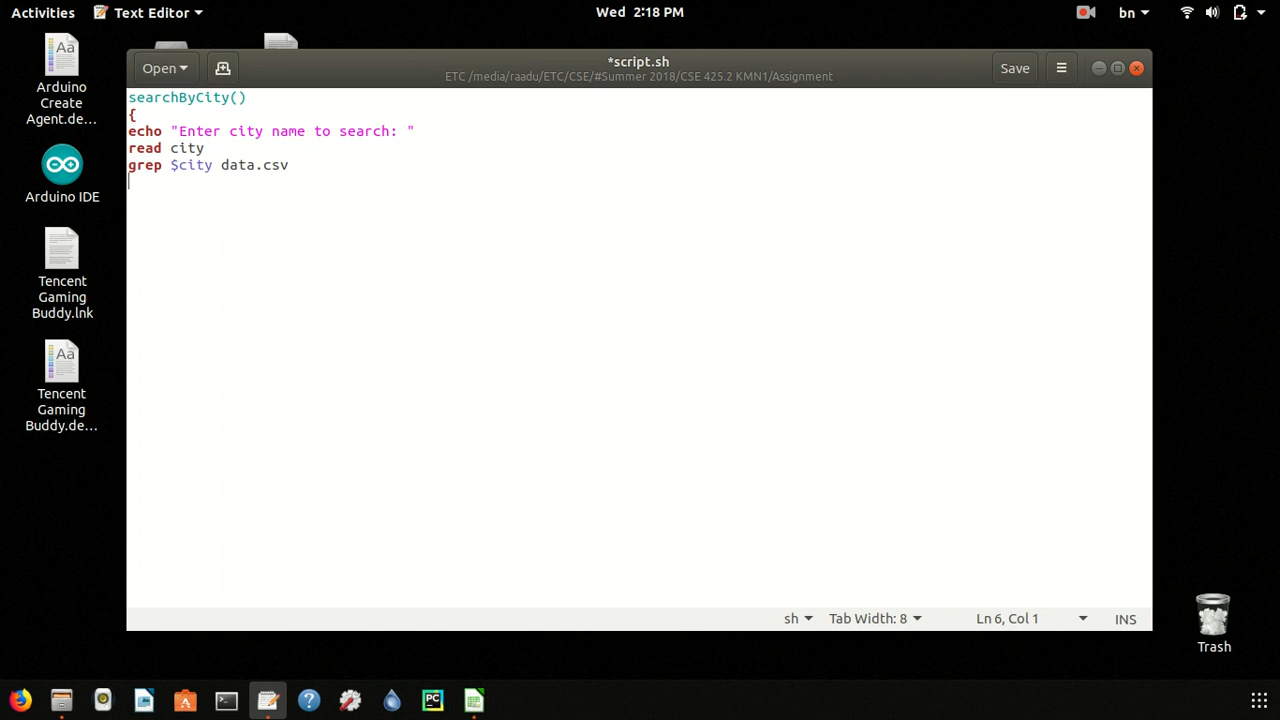 Activities Text Editor Wed 2:18 PM bn
*script.sh
Open ETC /media/raadu/ETC/CSE/#Summer 2018/CSE 425.2 KMN1/Assignment Save
searchByCity()
{
echo "Enter city name to search: "
read city
grep $city data.csv
Aa
Arduino
Create
Agent.de...
Arduino IDE
Tencent
Gaming
Buddy.lnk
Aa
Tencent
Gaming
Buddy.de...
sh Tab Width: 8 Ln 6, Col 1 INS
Trash
PC